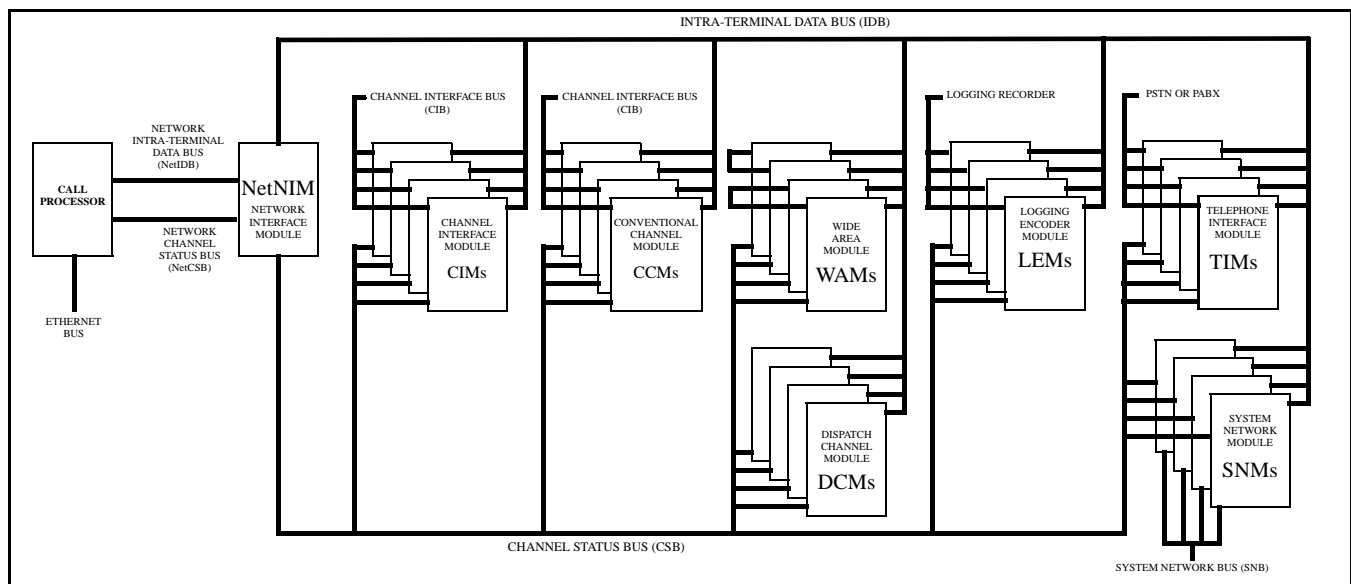 INTRA-TERMINAL DATA BUS (IDB)
CHANNEL INTERFACE BUS
(CIB)
CHANNEL INTERFACE BUS
(CIB)
LOGGING RECORDER
PSTN OR PABX
NETWORK
INTRA-TERMINAL
DATA BUS
(NetIDB)
CALL
PROCESSOR
NetNIM
NETWORK
INTERFACE
MODULE
NETWORK
CHANNEL
STATUS BUS
(NetCSB)
ETHERNET
BUS
CHANNEL
INTERFACE
MODULE
CIMs
CONVENTIONAL
CHANNEL
MODULE
CCMs
WIDE
AREA
MODULE
WAMs
LOGGING
ENCODER
MODULE
LEMs
TELEPHONE
INTERFACE
MODULE
TIMs
DISPATCH
CHANNEL
MODULE
DCMs
SYSTEM
NETWORK
MODULE
SNMs
CHANNEL STATUS BUS (CSB)
SYSTEM NETWORK BUS (SNB)